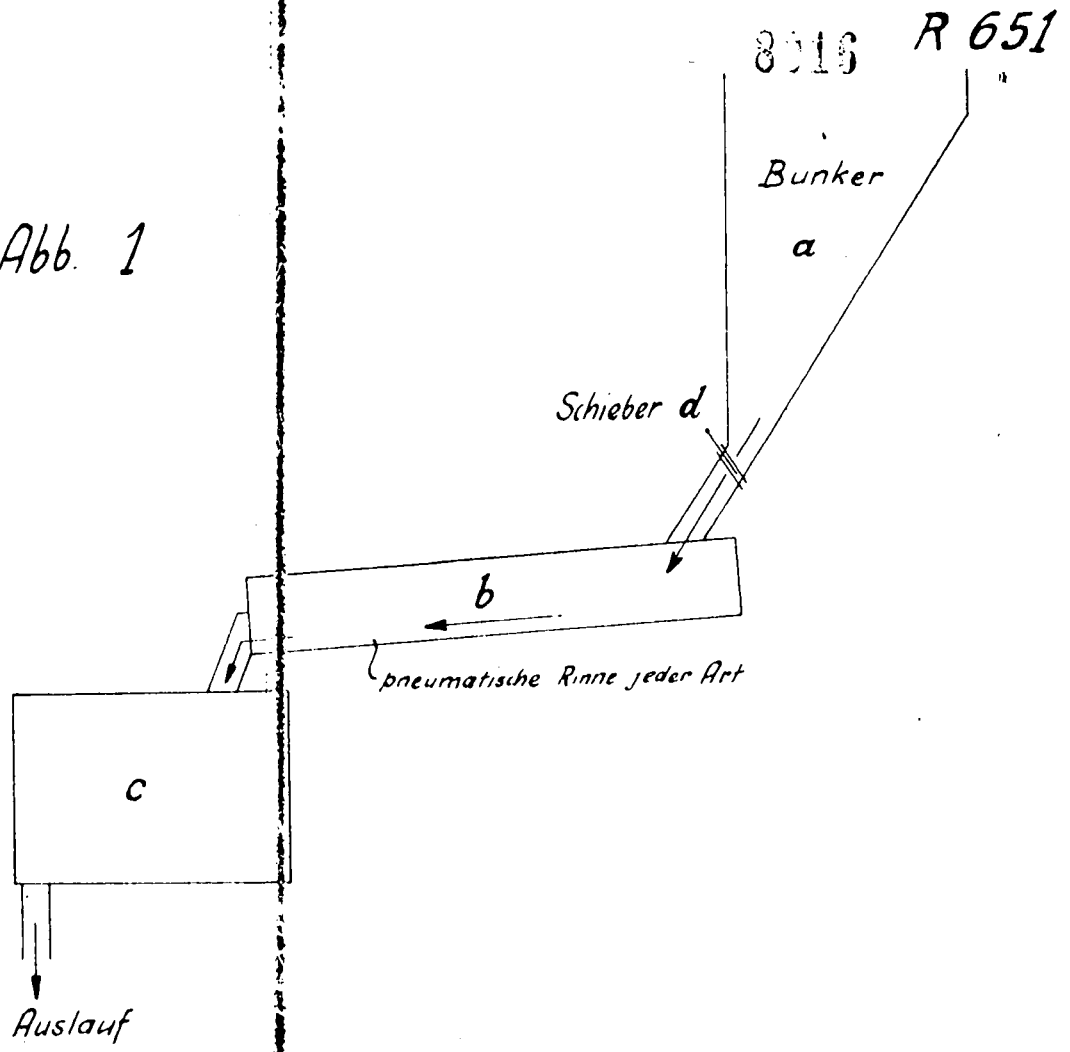 R 651
Bunker
a
Abb. 1
Schieber d
b
pneumatische Rinne jeder Art
c
Auslauf